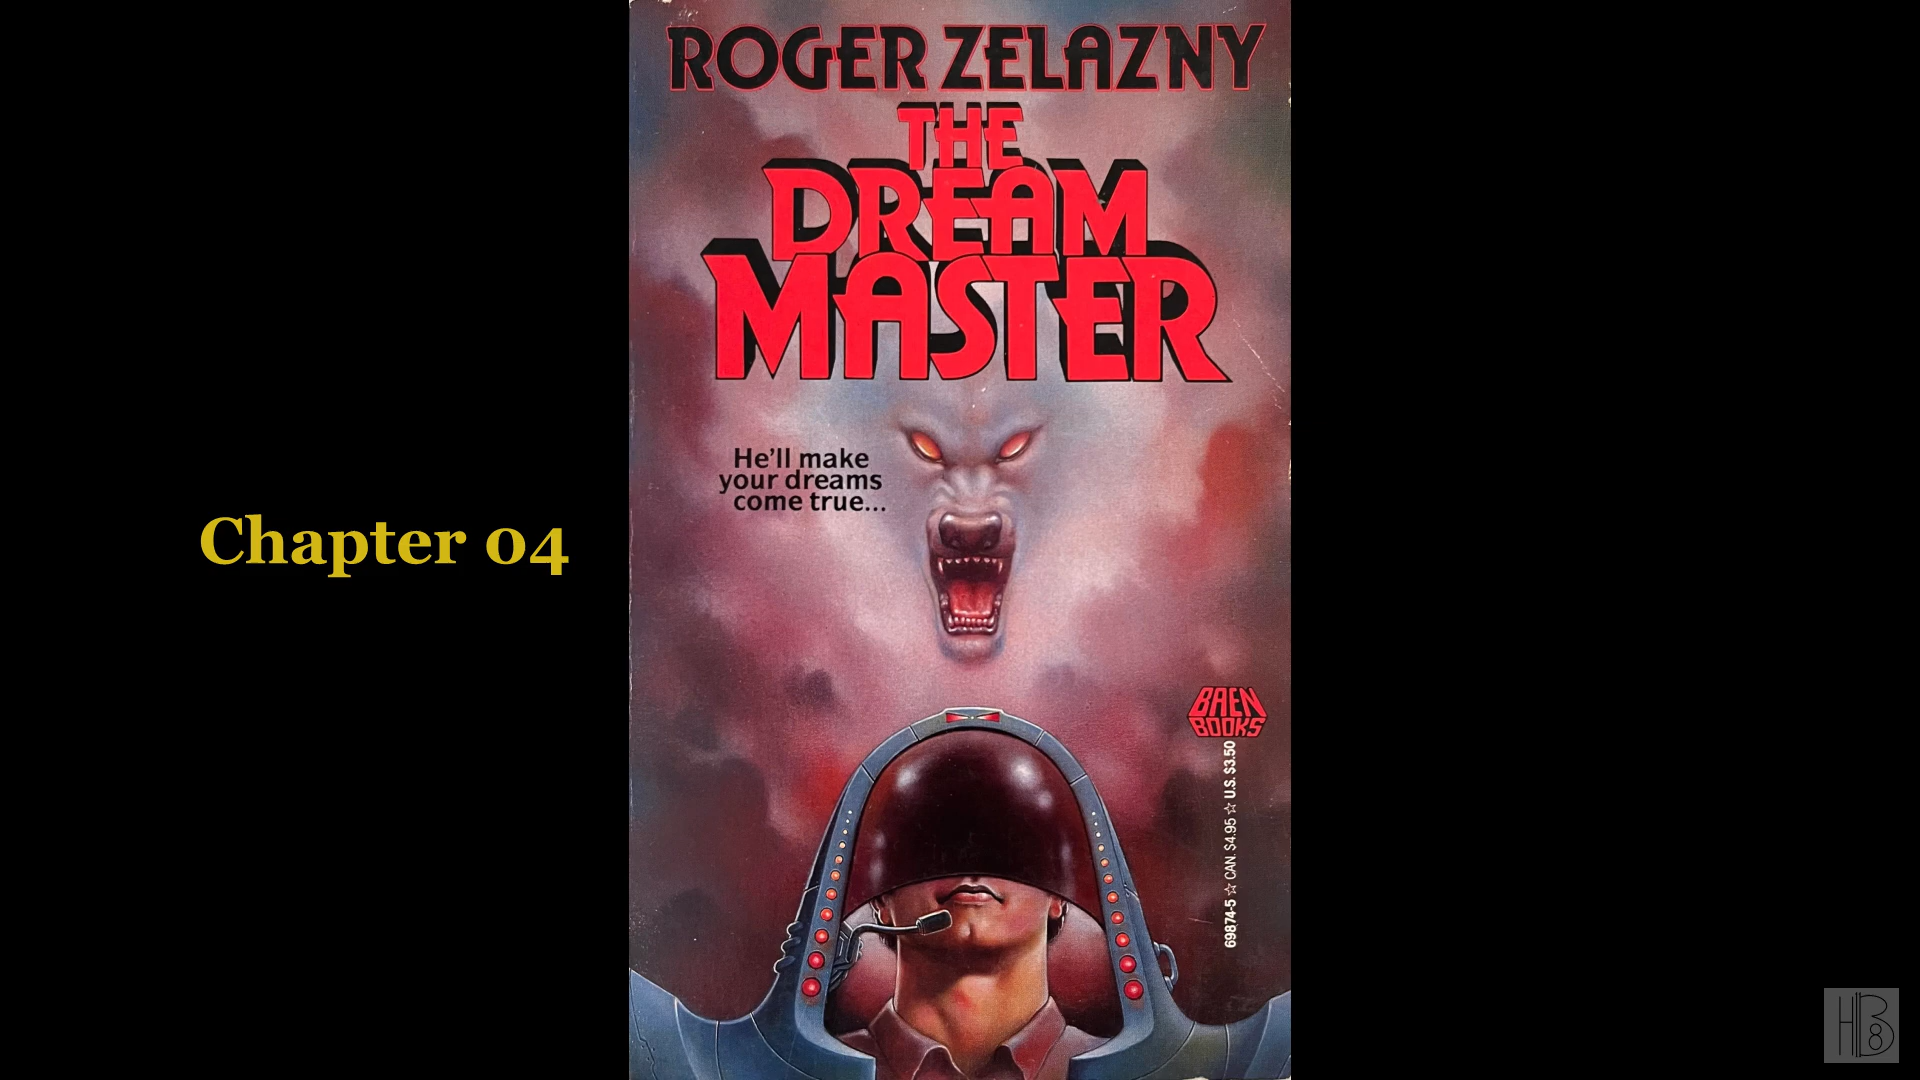 ROGER ZELAZNY
THE
DREAM
MASTER
He'll make
your dreams
come true...
Chapter 04
BAEN
BOOKS
69874-5 ☆ CAN. $4.95 ☆ U.S. $3.50
HB8